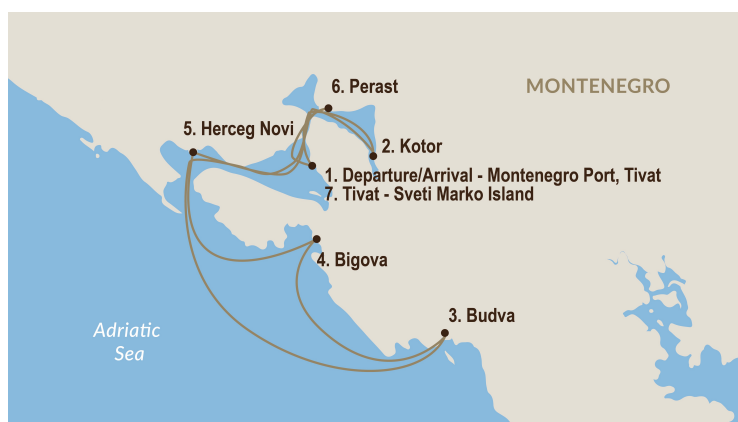 6. Perast
MONTENEGRO
5. Herceg Novi
2. Kotor
1. Departure/Arrival - Montenegro Port, Tivat
7. Tivat - Sveti Marko Island
4. Bigova
3. Budva
Adriatic
Sea